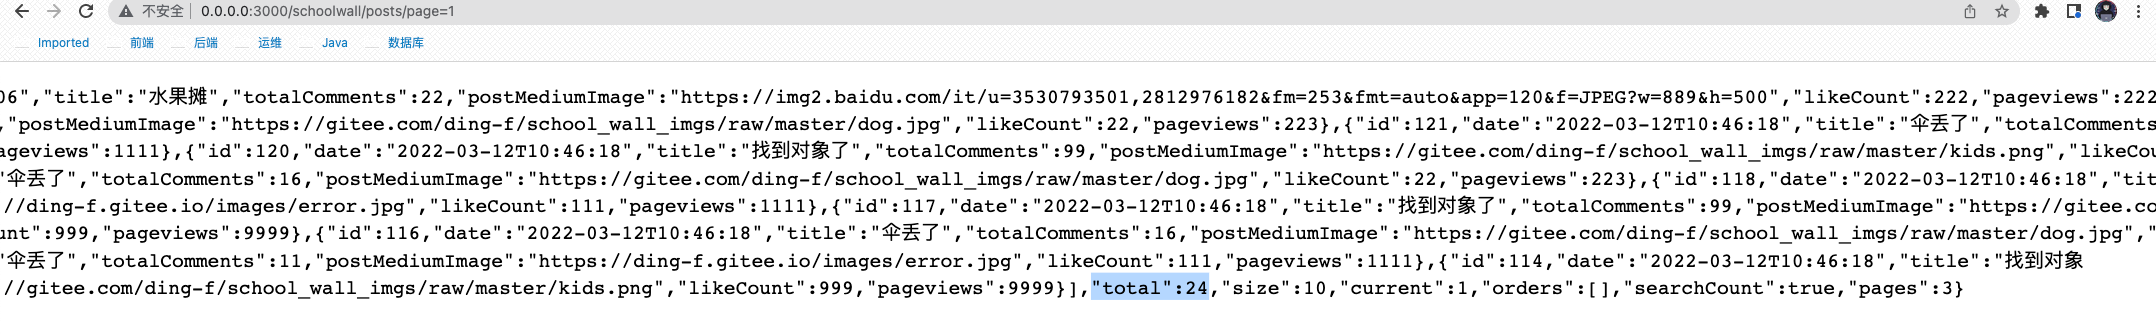 不安全 0.0.0.0:3000/schoolwall/posts/page=1
Imported 前端 后端 运维 Java 数据库
06","title":"水果摊","totalComments":22,"postMediumImage":"https://img2.baidu.com/it/u=3530793501,2812976182&fm=253&fmt=auto&app=120&f=JPEG?w=889&h=500","likeCount":222,"pageviews":222
,"postMediumImage":"https://gitee.com/ding-f/school_wall_imgs/raw/master/dog.jpg","likeCount":22,"pageviews":223},{"id":121,"date":"2022-03-12T10:46:18","title":"伞丢了","totalComments
ageviews":1111},{"id":120,"date":"2022-03-12T10:46:18","title":"找到对象了","totalComments":99,"postMediumImage":"https://gitee.com/ding-f/school_wall_imgs/raw/master/kids.png","likeCou
"伞丢了","totalComments":16,"postMediumImage":"https://gitee.com/ding-f/school_wall_imgs/raw/master/dog.jpg","likeCount":22,"pageviews":223},{"id":118,"date":"2022-03-12T10:46:18","tit
://ding-f.gitee.io/images/error.jpg","likeCount":111,"pageviews":1111},{"id":117,"date":"2022-03-12T10:46:18","title":"找到对象了","totalComments":99,"postMediumImage":"https://gitee.co
unt":999,"pageviews":9999},{"id":116,"date":"2022-03-12T10:46:18","title":"伞丢了","totalComments":16,"postMediumImage":"https://gitee.com/ding-f/school_wall_imgs/raw/master/dog.jpg","
"伞丢了","totalComments":11,"postMediumImage":"https://ding-f.gitee.io/images/error.jpg","likeCount":111,"pageviews":1111},{"id":114,"date":"2022-03-12T10:46:18","title":"找到对象
://gitee.com/ding-f/school_wall_imgs/raw/master/kids.png","likeCount":999,"pageviews":9999}],"total":24,"size":10,"current":1,"orders":[],"searchCount":true,"pages":3}